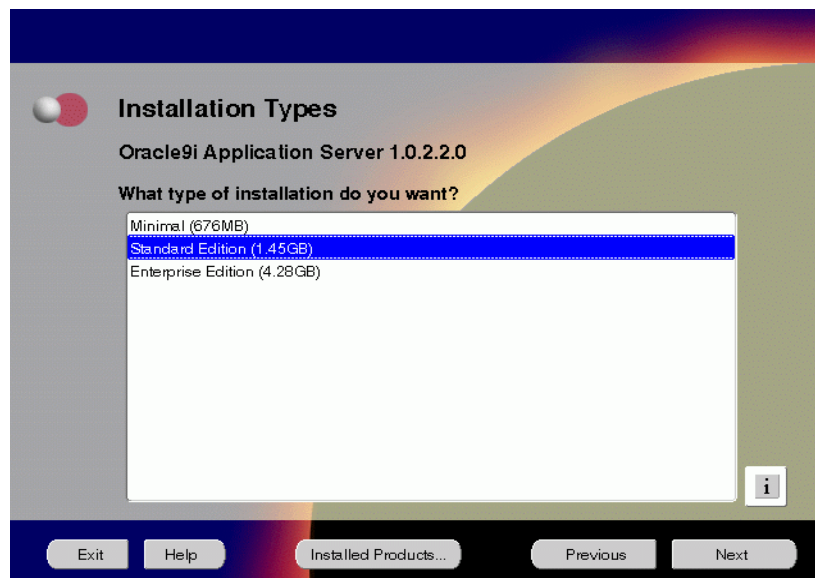 Installation Types
Oracle9i Application Server 1.0.2.2.0
What type of installation do you want?
Minimal (676MB)
Standard Edition (1.45GB)
Enterprise Edition (4.28GB)
i
Exit Help Installed Products... Previous Next